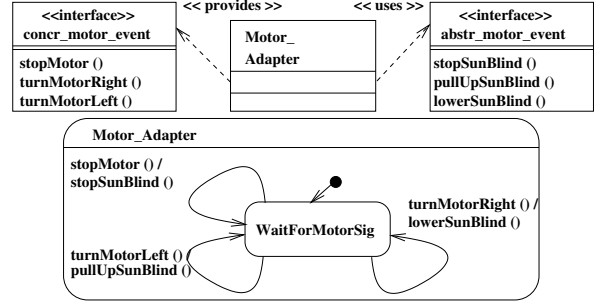 << provides >>
<< uses >>
<<interface>>
concr_motor_event
stopMotor ()
turnMotorRight ()
turnMotorLeft ()
Motor_
Adapter
<<interface>>
abstr_motor_event
stopSunBlind ()
pullUpSunBlind ()
lowerSunBlind ()
Motor_Adapter
stopMotor () /
stopSunBlind ()
turnMotorRight () /
lowerSunBlind ()
WaitForMotorSig
turnMotorLeft () /
pullUpSunBlind ()